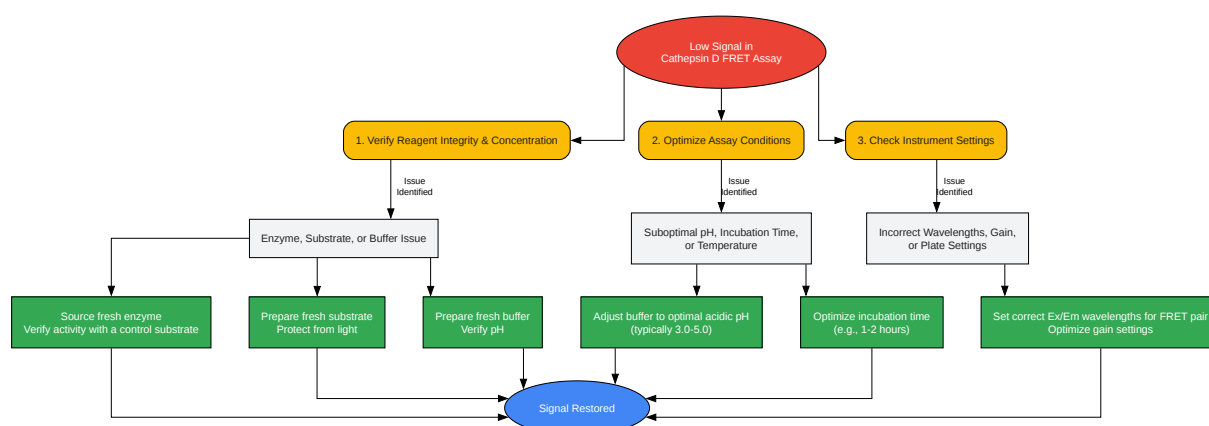 Low Signal in
Cathepsin D FRET Assay
1. Verify Reagent Integrity & Concentration
2. Optimize Assay Conditions
3. Check Instrument Settings
Issue
Identified
Issue
Identified
Issue
Identified
Enzyme, Substrate, or Buffer Issue
Suboptimal pH, Incubation Time,
or Temperature
Incorrect Wavelengths, Gain,
or Plate Settings
Source fresh enzyme
Verify activity with a control substrate
Prepare fresh substrate
Protect from light
Prepare fresh buffer
Verify pH
Adjust buffer to optimal acidic pH
(typically 3.0-5.0)
Optimize incubation time
(e.g., 1-2 hours)
Set correct Ex/Em wavelengths for FRET pair
Optimize gain settings
Signal Restored